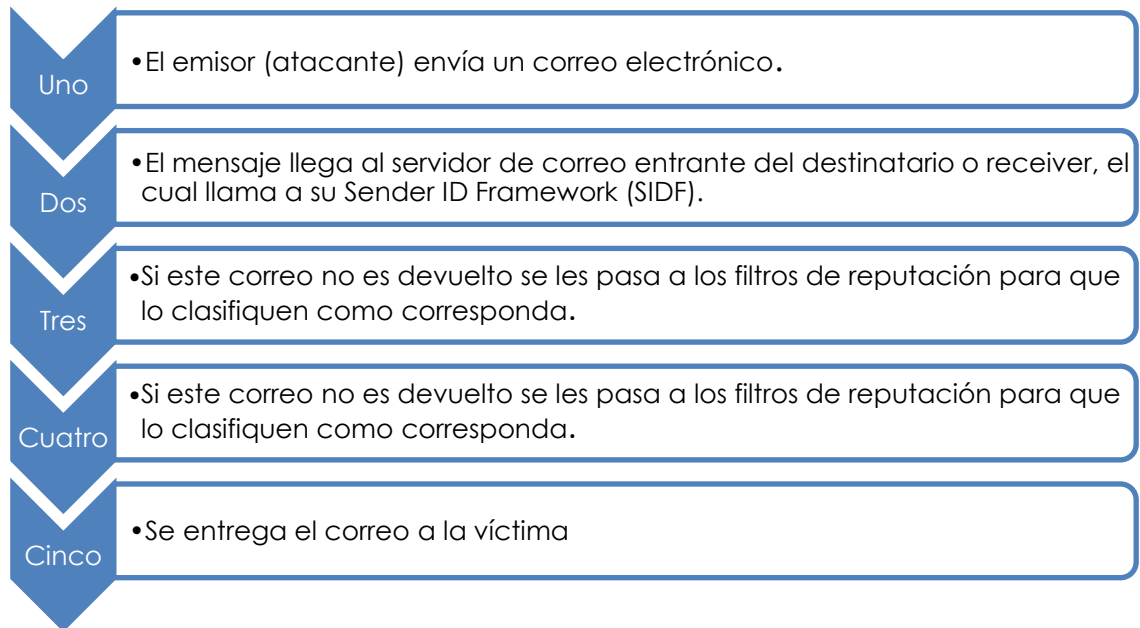 Uno
•El emisor (atacante) envía un correo electrónico.
Dos
•El mensaje llega al servidor de correo entrante del destinatario o receiver, el
cual llama a su Sender ID Framework (SIDF).
Tres
•Si este correo no es devuelto se les pasa a los filtros de reputación para que
lo clasifiquen como corresponda.
Cuatro
•Si este correo no es devuelto se les pasa a los filtros de reputación para que
lo clasifiquen como corresponda.
Cinco
•Se entrega el correo a la víctima